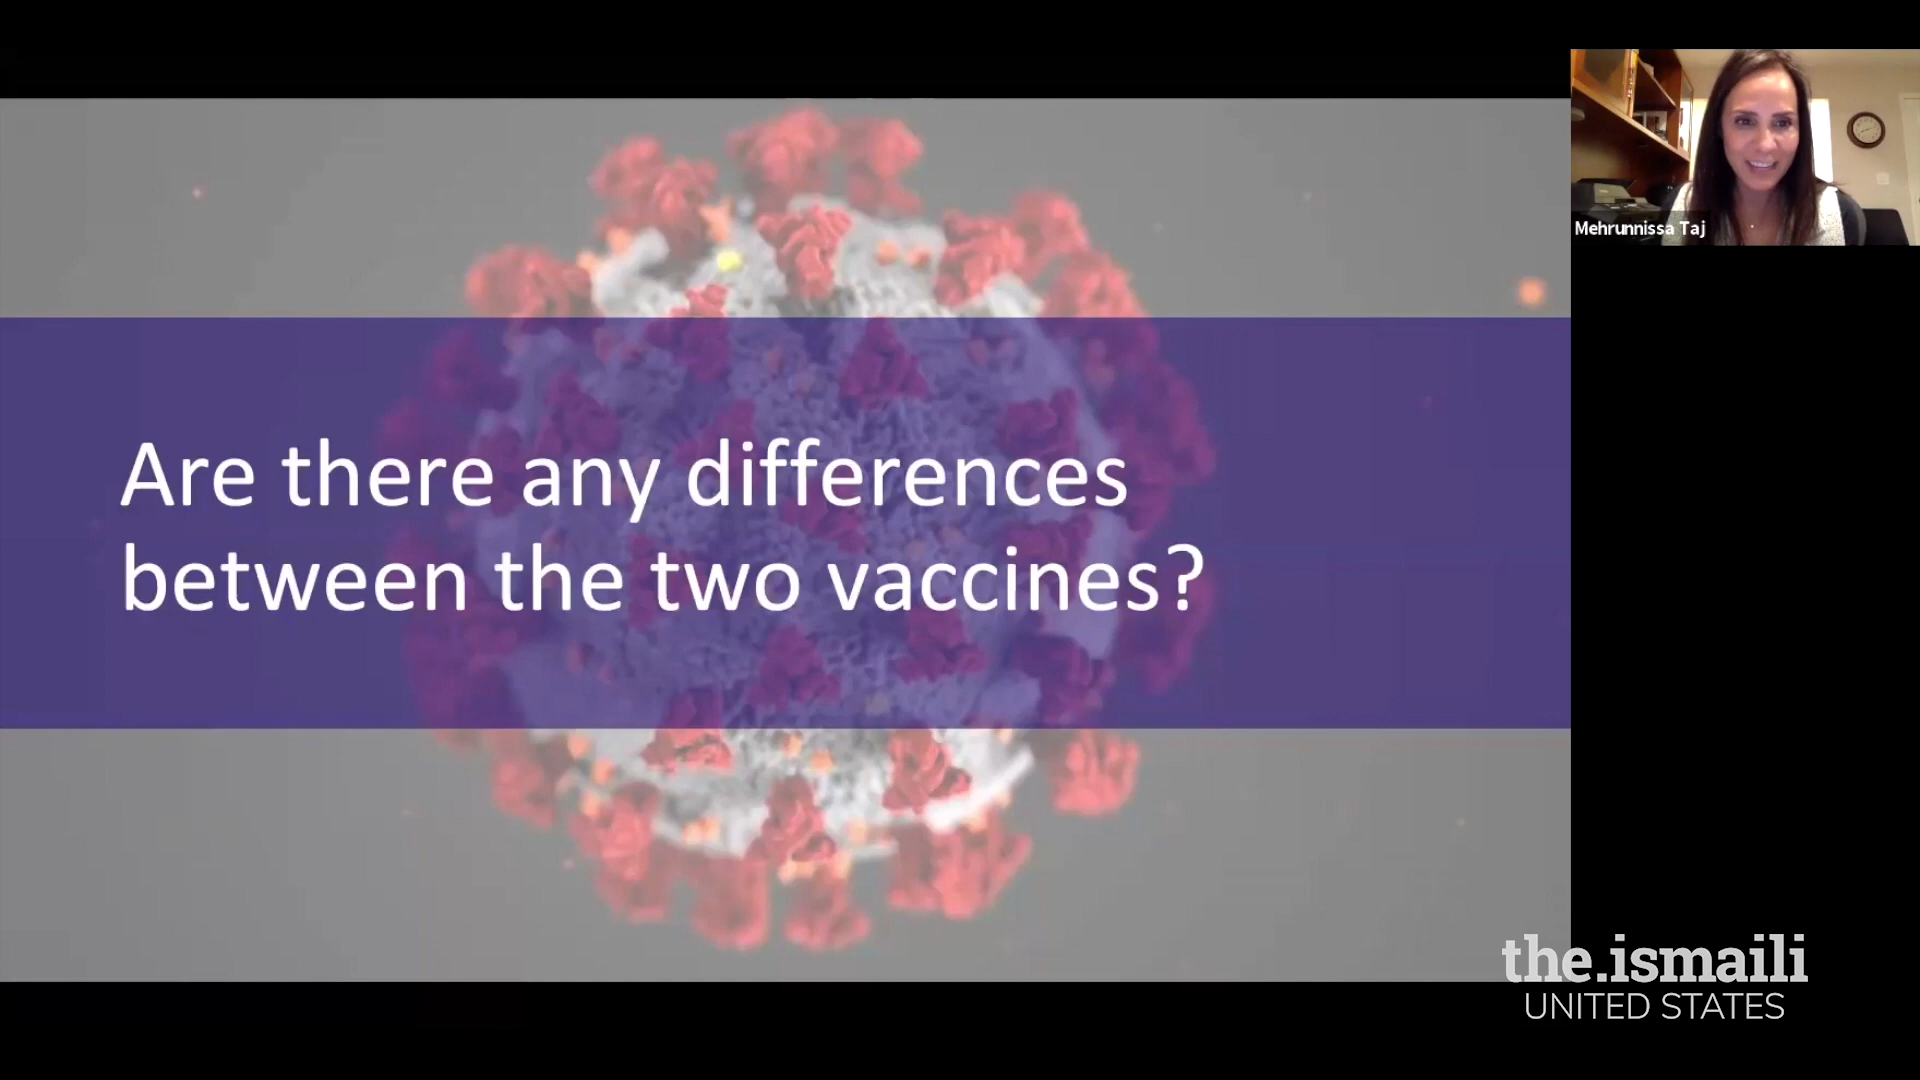 Mehrunnissa Taj
Are there any differences
between the two vaccines?
the.ismaili
UNITED STATES